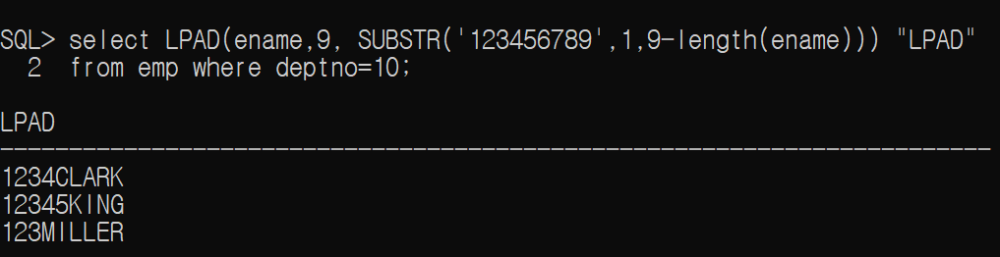 SQL> select LPAD(ename,9, SUBSTR('123456789',1,9-length(ename))) "LPAD"
2 from emp where deptno=10;
LPAD
--------------------------------------------------------------------------------
1234CLARK
12345KING
123MILLER